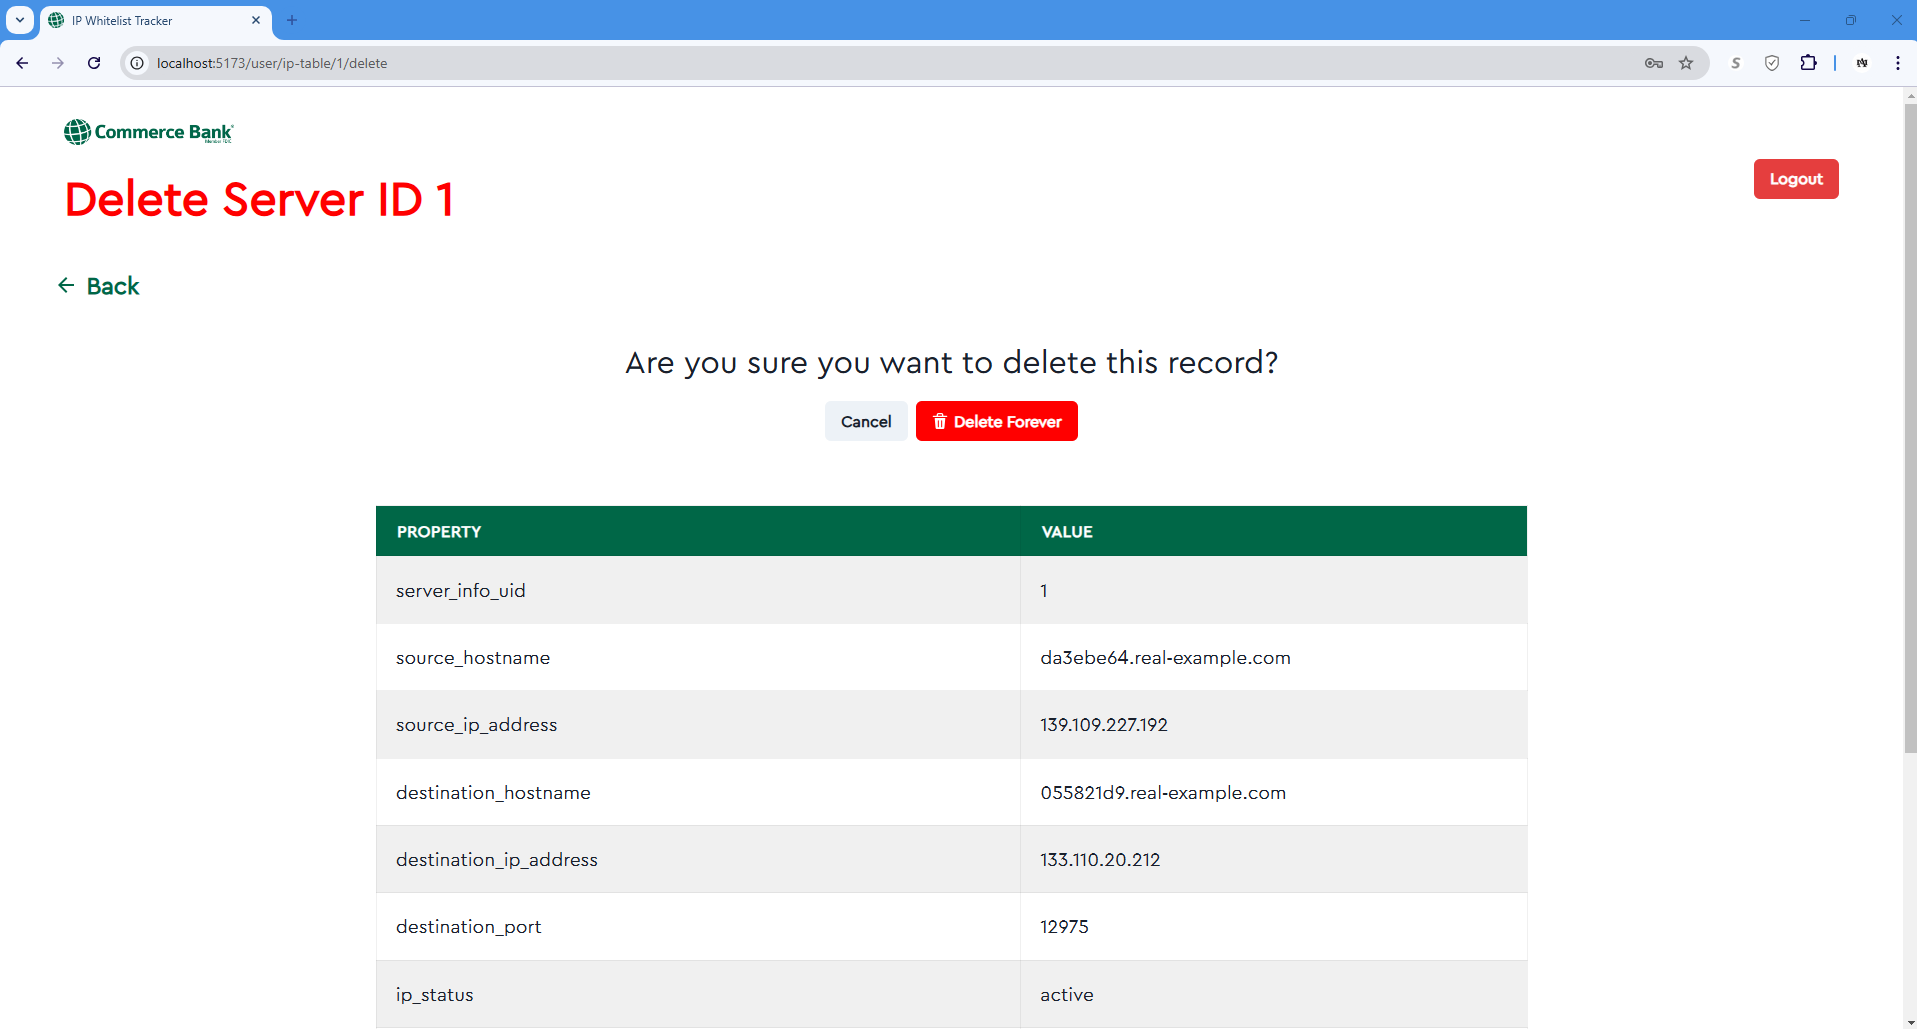 IP Whitelist Tracker
localhost:5173/user/ip-table/1/delete
Commerce Bank
Member FDIC
Delete Server ID 1
Logout
Back
Are you sure you want to delete this record?
Cancel
Delete Forever
PROPERTY VALUE
server_info_uid 1
source_hostname da3ebe64.real-example.com
source_ip_address 139.109.227.192
destination_hostname 055821d9.real-example.com
destination_ip_address 133.110.20.212
destination_port 12975
ip_status active